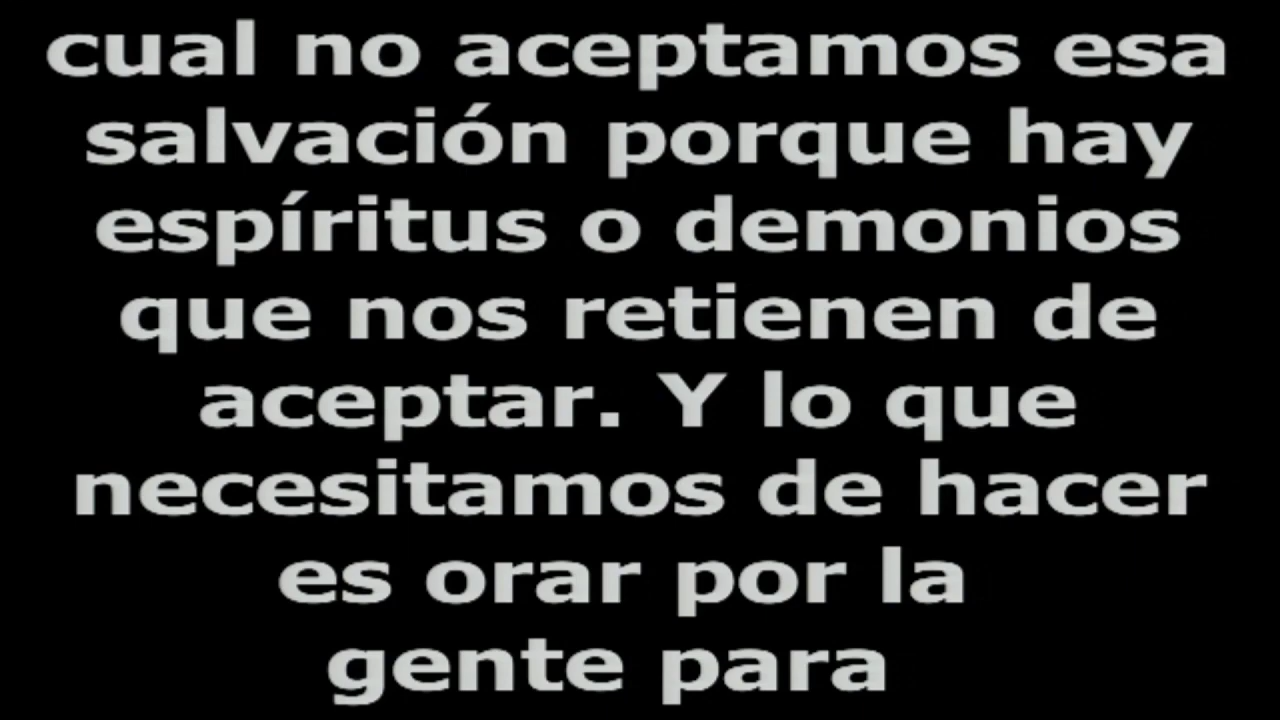 cual no aceptamos esa
salvación porque hay
espíritus o demonios
que nos retienen de
aceptar. Y lo que
necesitamos de hacer
es orar por la
gente para